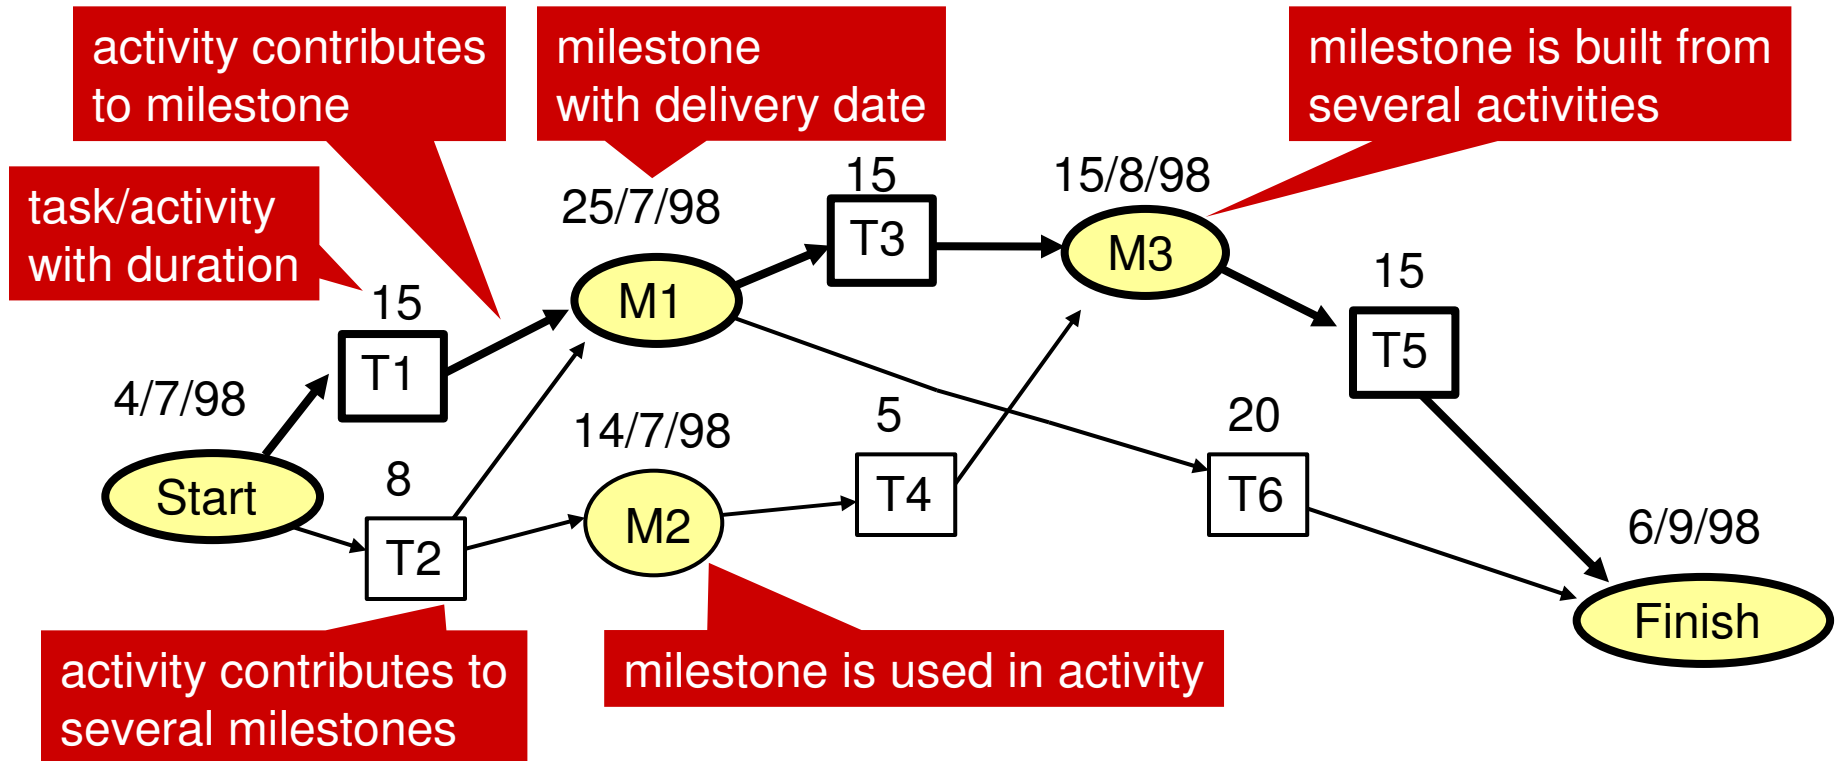 activity contributes
to milestone
milestone
with delivery date
milestone is built from
several activities
task/activity
with duration
15
25/7/98
15
T3
15/8/98
M3
M1
T1
15
T5
4/7/98
Start
8
T2
14/7/98
M2
5
T4
20
T6
6/9/98
Finish
activity contributes to
several milestones
milestone is used in activity